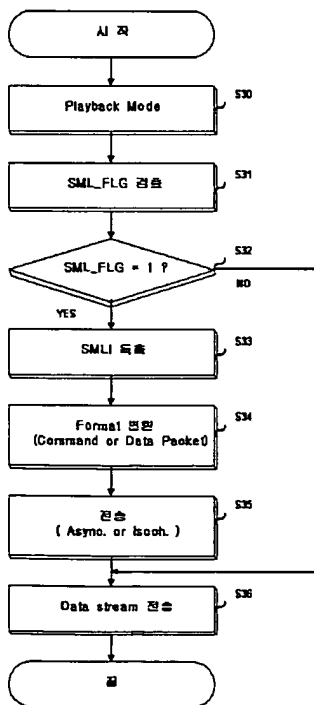 시 작
Playback Mode
S30
SML_FLG 검출
S31
SML_FLG = 1 ?
S32
NO
YES
SMLI 독출
S33
Format 변환
(Command or Data Packet)
S34
전송
( Async. or Isoch. )
S35
Data stream 전송
S36
끝